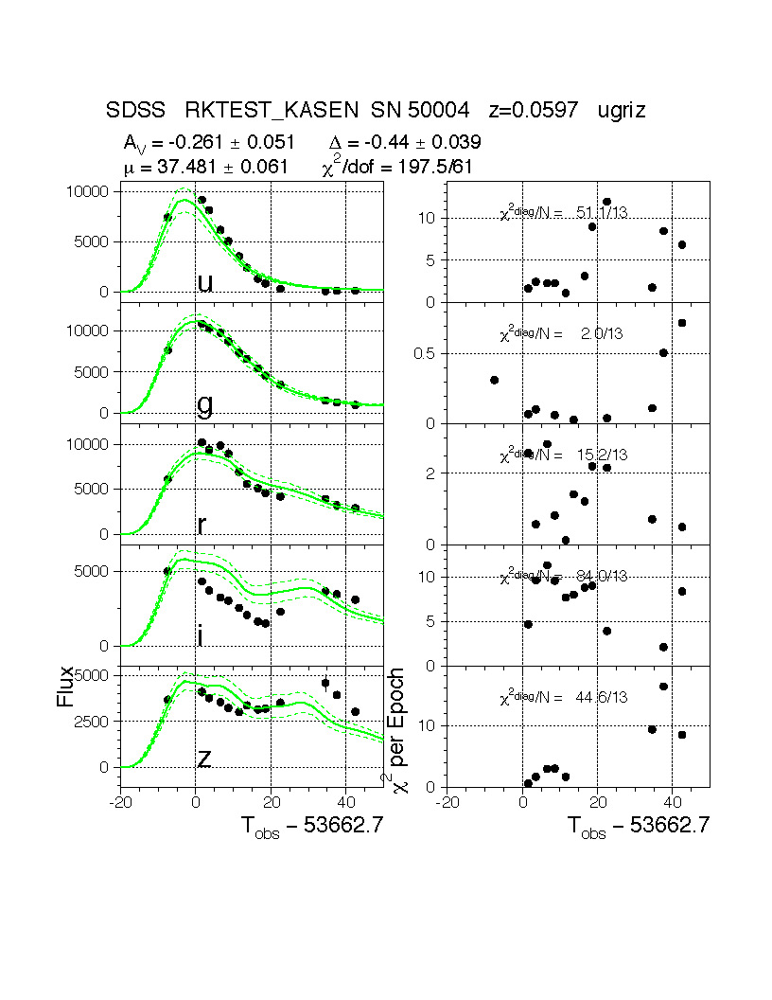 SDSS RKTEST_KASEN SN 50004 z=0.0597 ugriz
A_V = -0.261 ± 0.051 Δ = -0.44 ± 0.039
μ = 37.481 ± 0.061 χ²/dof = 197.5/61
10000
5000
0
u
10
5
0
χ²diag/N = 51.1/13
10000
5000
0
g
0.5
0
χ²diag/N = 2.0/13
10000
5000
0
r
2
0
χ²diag/N = 15.2/13
5000
0
i
10
5
0
χ²diag/N = 84.0/13
5000
2500
0
z
10
0
χ²diag/N = 44.6/13
Flux
χ² per Epoch
-20 0 20 40
-20 0 20 40
T_obs – 53662.7
T_obs – 53662.7